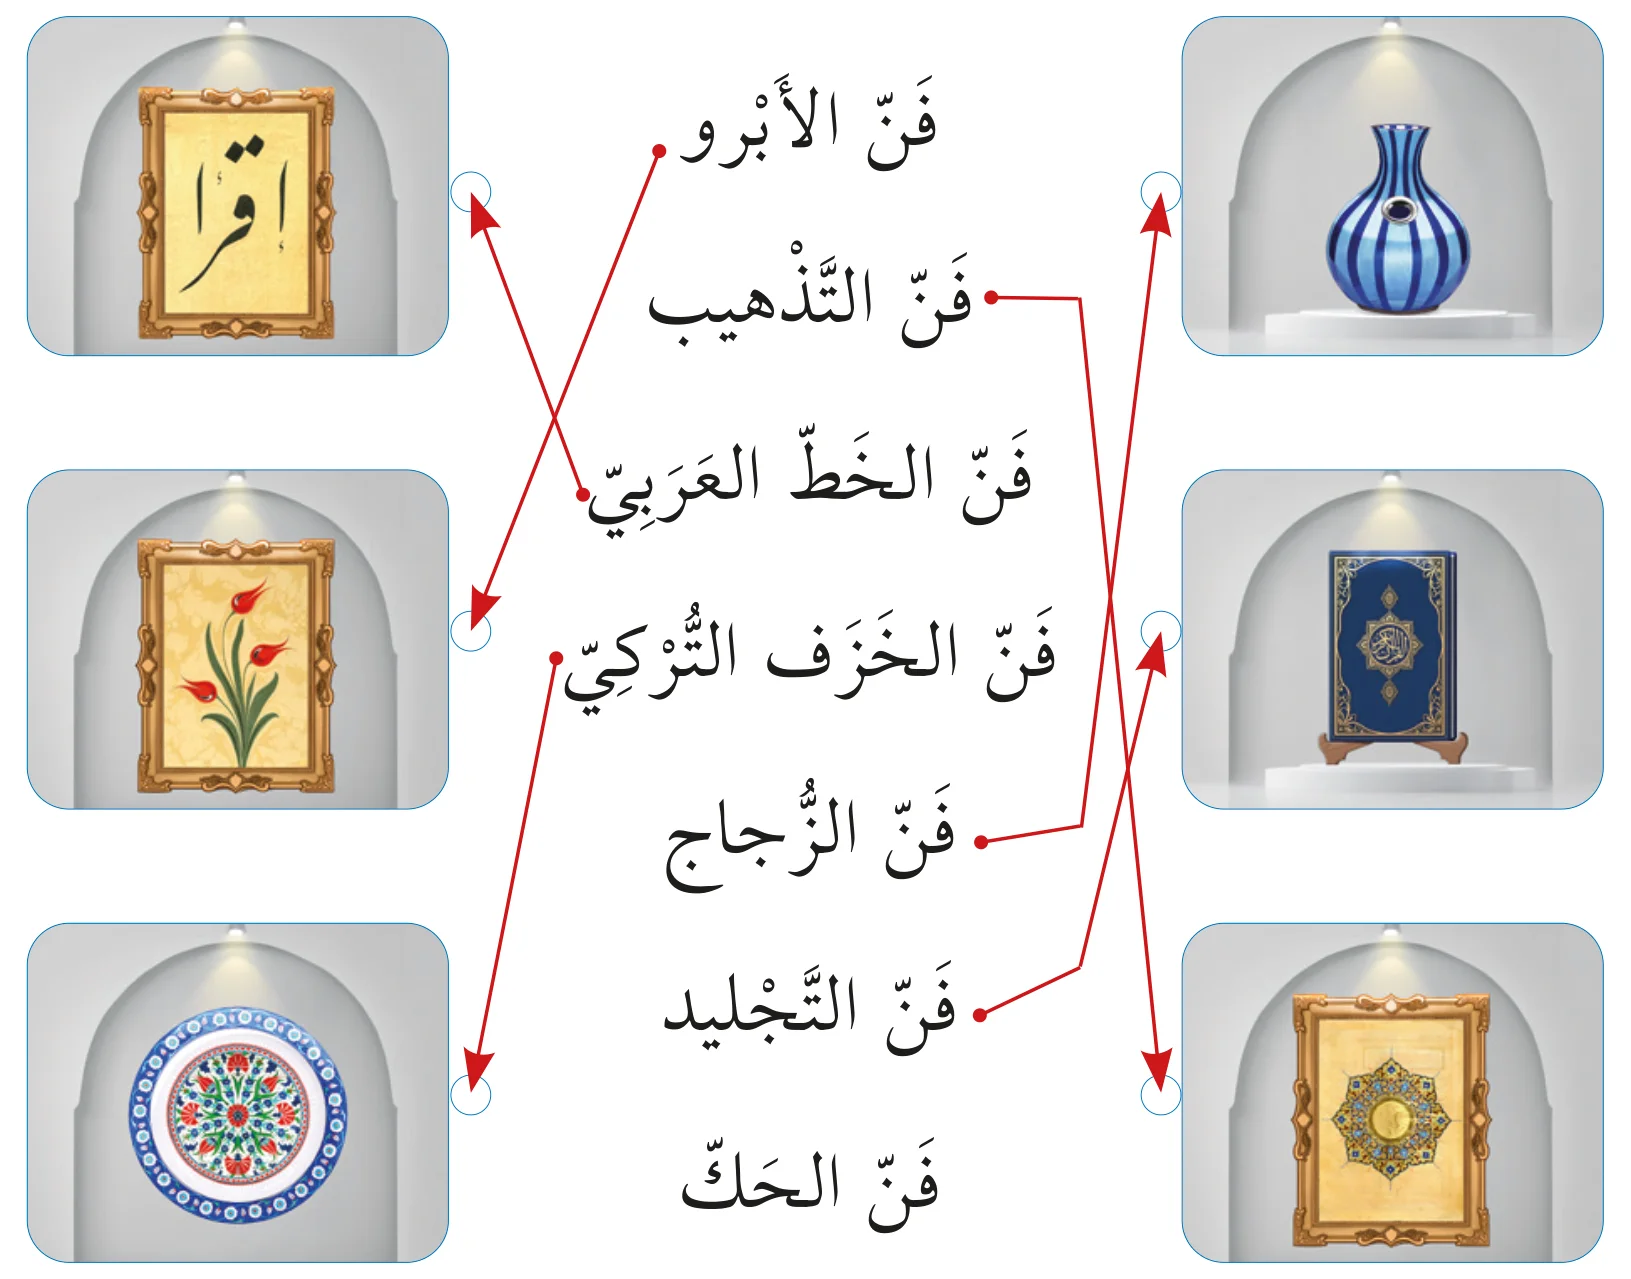 فَنّ الأَبْرو
فَنّ التَّذْهيب
فَنّ الخَطّ العَرَبِيّ
فَنّ الخَزَف التُّرْكِيّ
فَنّ الزُّجاج
فَنّ التَّجْليد
فَنّ الحَكّ
إقرأ